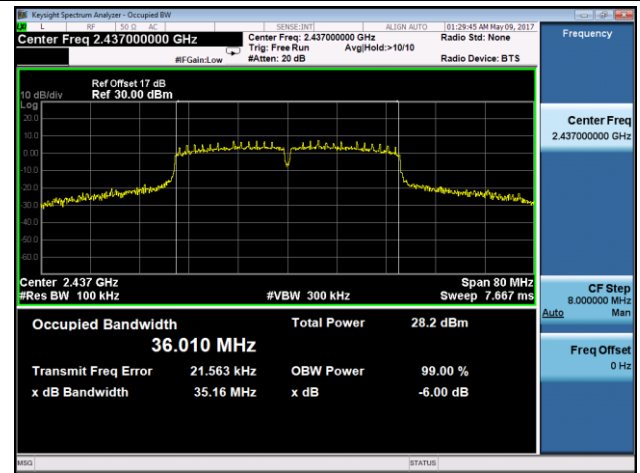 Keysight Spectrum Analyzer - Occupied BW
L RF 50 Ω AC SENSE:INT ALIGN AUTO 01:29:45 AM May 09, 2017
Center Freq 2.437000000 GHz Center Freq: 2.437000000 GHz Radio Std: None Frequency
Trig: Free Run Avg|Hold:>10/10
#IFGain:Low #Atten: 20 dB Radio Device: BTS
Ref Offset 17 dB
10 dB/div Ref 30.00 dBm
Log
20.0
10.0
0.00
-10.0
-20.0
-30.0
-40.0
-50.0
-60.0
Center Freq
2.437000000 GHz
Center 2.437 GHz Span 80 MHz
#Res BW 100 kHz #VBW 300 kHz Sweep 7.667 ms
CF Step
8.000000 MHz
Auto Man
Occupied Bandwidth Total Power 28.2 dBm
36.010 MHz
Freq Offset
0 Hz
Transmit Freq Error 21.563 kHz OBW Power 99.00 %
x dB Bandwidth 35.16 MHz x dB -6.00 dB
MSG STATUS